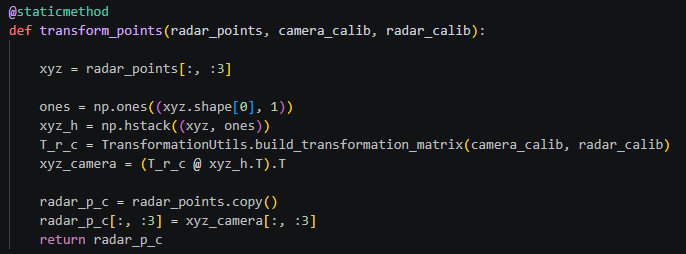 @staticmethod
def transform_points(radar_points, camera_calib, radar_calib):
xyz = radar_points[:, :3]
ones = np.ones((xyz.shape[0], 1))
xyz_h = np.hstack((xyz, ones))
T_r_c = TransformationUtils.build_transformation_matrix(camera_calib, radar_calib)
xyz_camera = (T_r_c @ xyz_h.T).T
radar_p_c = radar_points.copy()
radar_p_c[:, :3] = xyz_camera[:, :3]
return radar_p_c